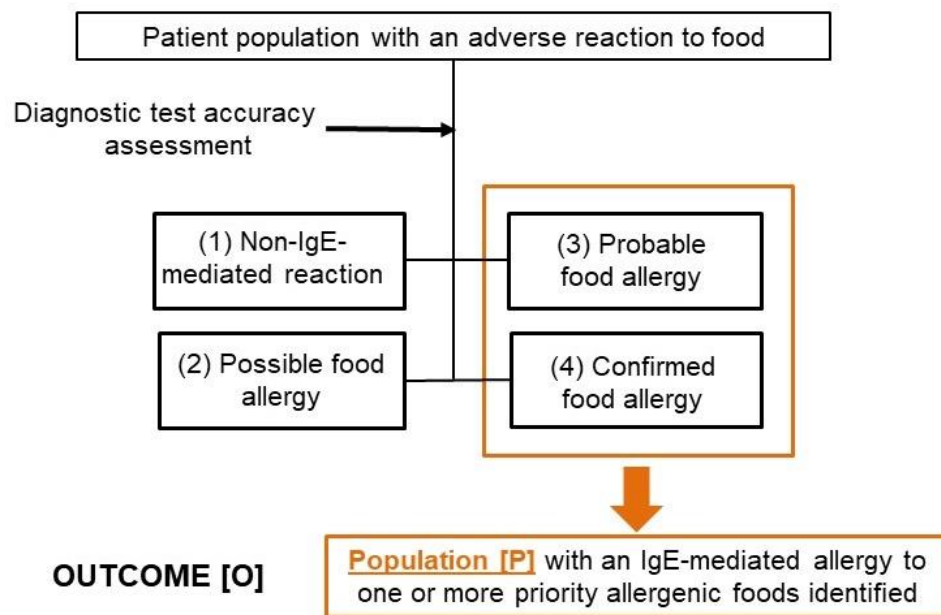 Patient population with an adverse reaction to food
Diagnostic test accuracy
assessment
(1) Non-IgE-
mediated reaction
(3) Probable
food allergy
(2) Possible food
allergy
(4) Confirmed
food allergy
OUTCOME [O]
Population [P] with an IgE-mediated allergy to
one or more priority allergenic foods identified